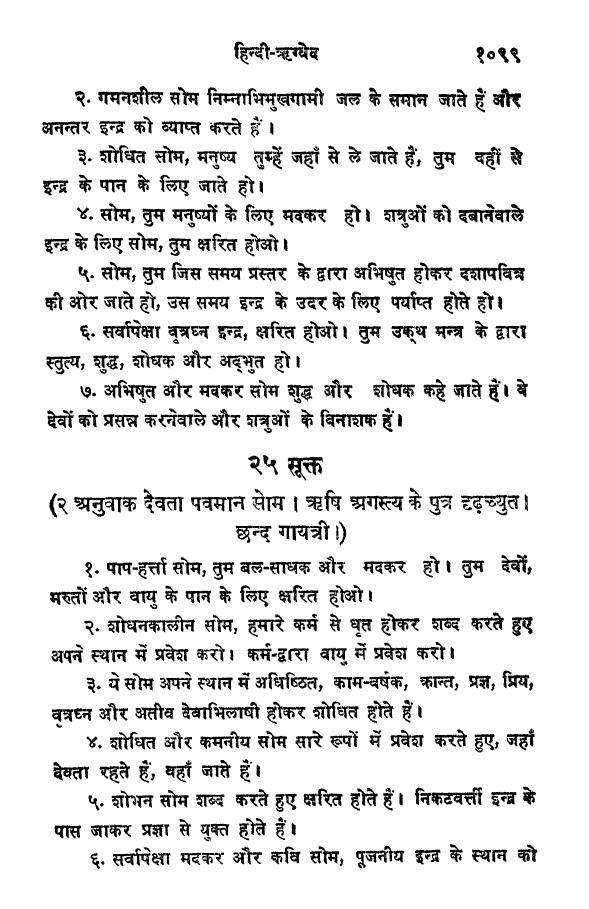 हिन्दी-ऋग्वेद १०९९
२. गमनशील सोम निम्नाभिमुखगामी जल के समान जाते हैं और
अनन्तर इन्द्र को व्याप्त करते हैं ।
३. शोधित सोम, मनुष्य तुम्हें जहाँ से ले जाते हैं, तुम वहीं से
इन्द्र के पान के लिए जाते हो।
४. सोम, तुम मनुष्यों के लिए मदकर हो। शत्रुओं को दबानेवाले
इन्द्र के लिए सोम, तुम क्षरित होओ।
५. सोम, तुम जिस समय प्रस्तर के द्वारा अभिषुत होकर दशापवित्र
की ओर जाते हो, उस समय इन्द्र के उदर के लिए पर्याप्त होते हो।
६. सर्वापेक्षा वृत्रघ्न इन्द्र, क्षरित होओ। तुम उक्थ मन्त्र के द्वारा
स्तुत्य, शुद्ध, शोधक और अद्भुत हो।
७. अभिषुत और मदकर सोम शुद्ध और शोधक कहे जाते हैं। वे
देवों को प्रसन्न करनेवाले और शत्रुओं के विनाशक हैं।
२५ सूक्त
(२ अनुवाक देवता पवमान सोम । ऋषि अगस्त्य के पुत्र दृढ़च्युत।
छन्द गायत्री।)
१. पाप-हर्त्ता सोम, तुम बल-साधक और मदकर हो। तुम देवों,
मरुतों और वायु के पान के लिए क्षरित होओ।
२. शोधनकालीन सोम, हमारे कर्म से धृत होकर शब्द करते हुए
अपने स्थान में प्रवेश करो। कर्म-द्वारा वायु में प्रवेश करो।
३. ये सोम अपने स्थान में अधिष्ठित, काम-वर्षक, क्रान्त, प्रज्ञ, प्रिय,
वृत्रघ्न और अतीव देवाभिलाषी होकर शोधित होते हैं।
४. शोधित और कमनीय सोम सारे रूपों में प्रवेश करते हुए, जहाँ
देवता रहते हैं, वहाँ जाते हैं।
५. शोभन सोम शब्द करते हुए क्षरित होते हैं। निकटवर्त्ती इन्द्र के
पास जाकर प्रज्ञा से युक्त होते हैं।
६. सर्वापेक्षा मदकर और कवि सोम, पूजनीय इन्द्र के स्थान को